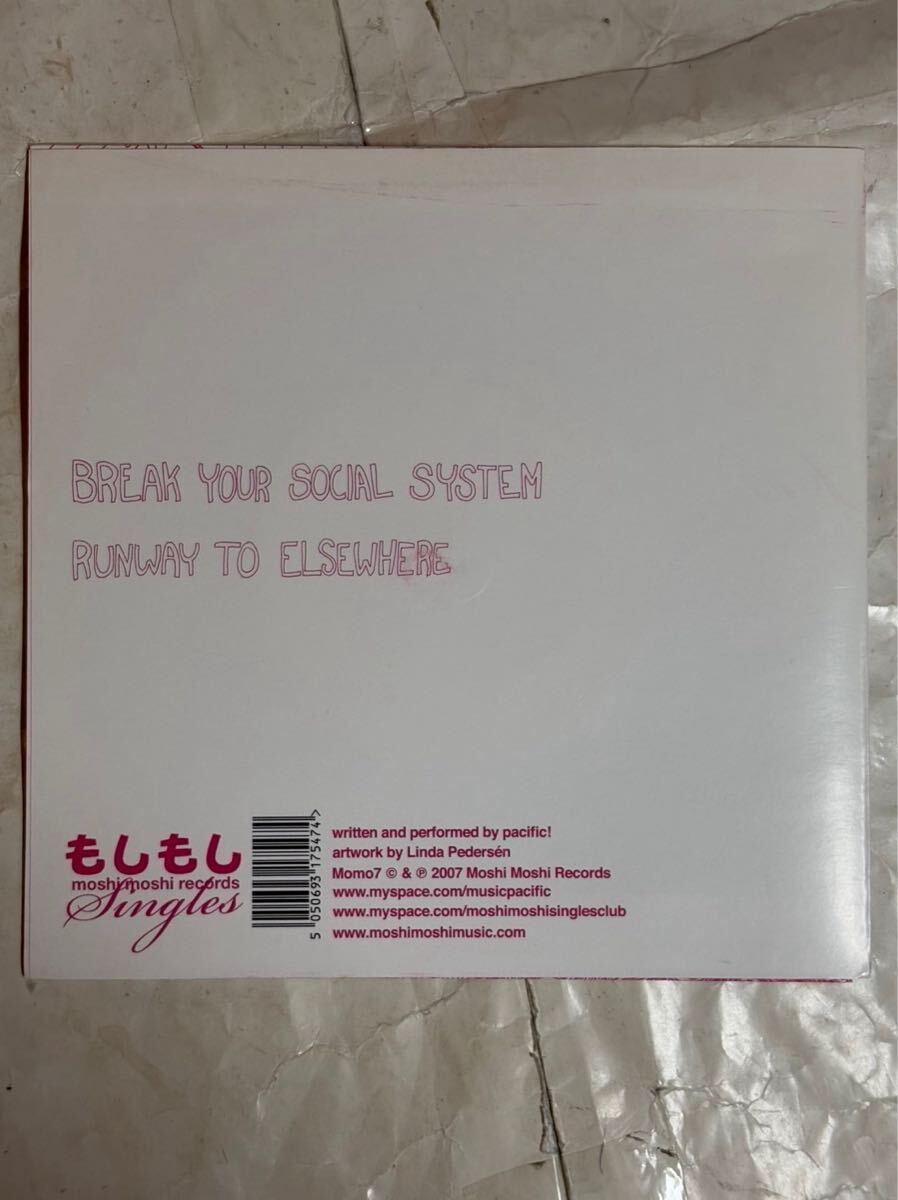 BREAK YOUR SOCIAL SYSTEM
RUNWAY TO ELSEWHERE
もしもし
moshi moshi records
Singles
5 050693 175474 >
written and performed by pacific!
artwork by Linda Pedersén
Momo7 © & ℗ 2007 Moshi Moshi Records
www.myspace.com/musicpacific
www.myspace.com/moshimoshisinglesclub
www.moshimoshimusic.com